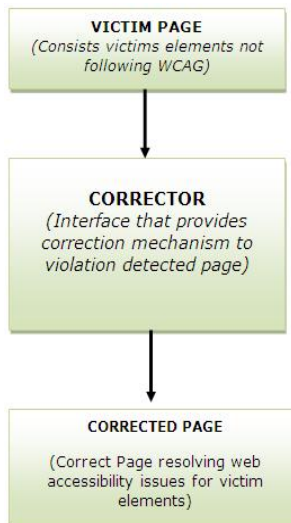 VICTIM PAGE
(Consists victims elements not
following WCAG)
CORRECTOR
(Interface that provides
correction mechanism to
violation detected page)
CORRECTED PAGE
(Correct Page resolving web
accessibility issues for victim
elements)